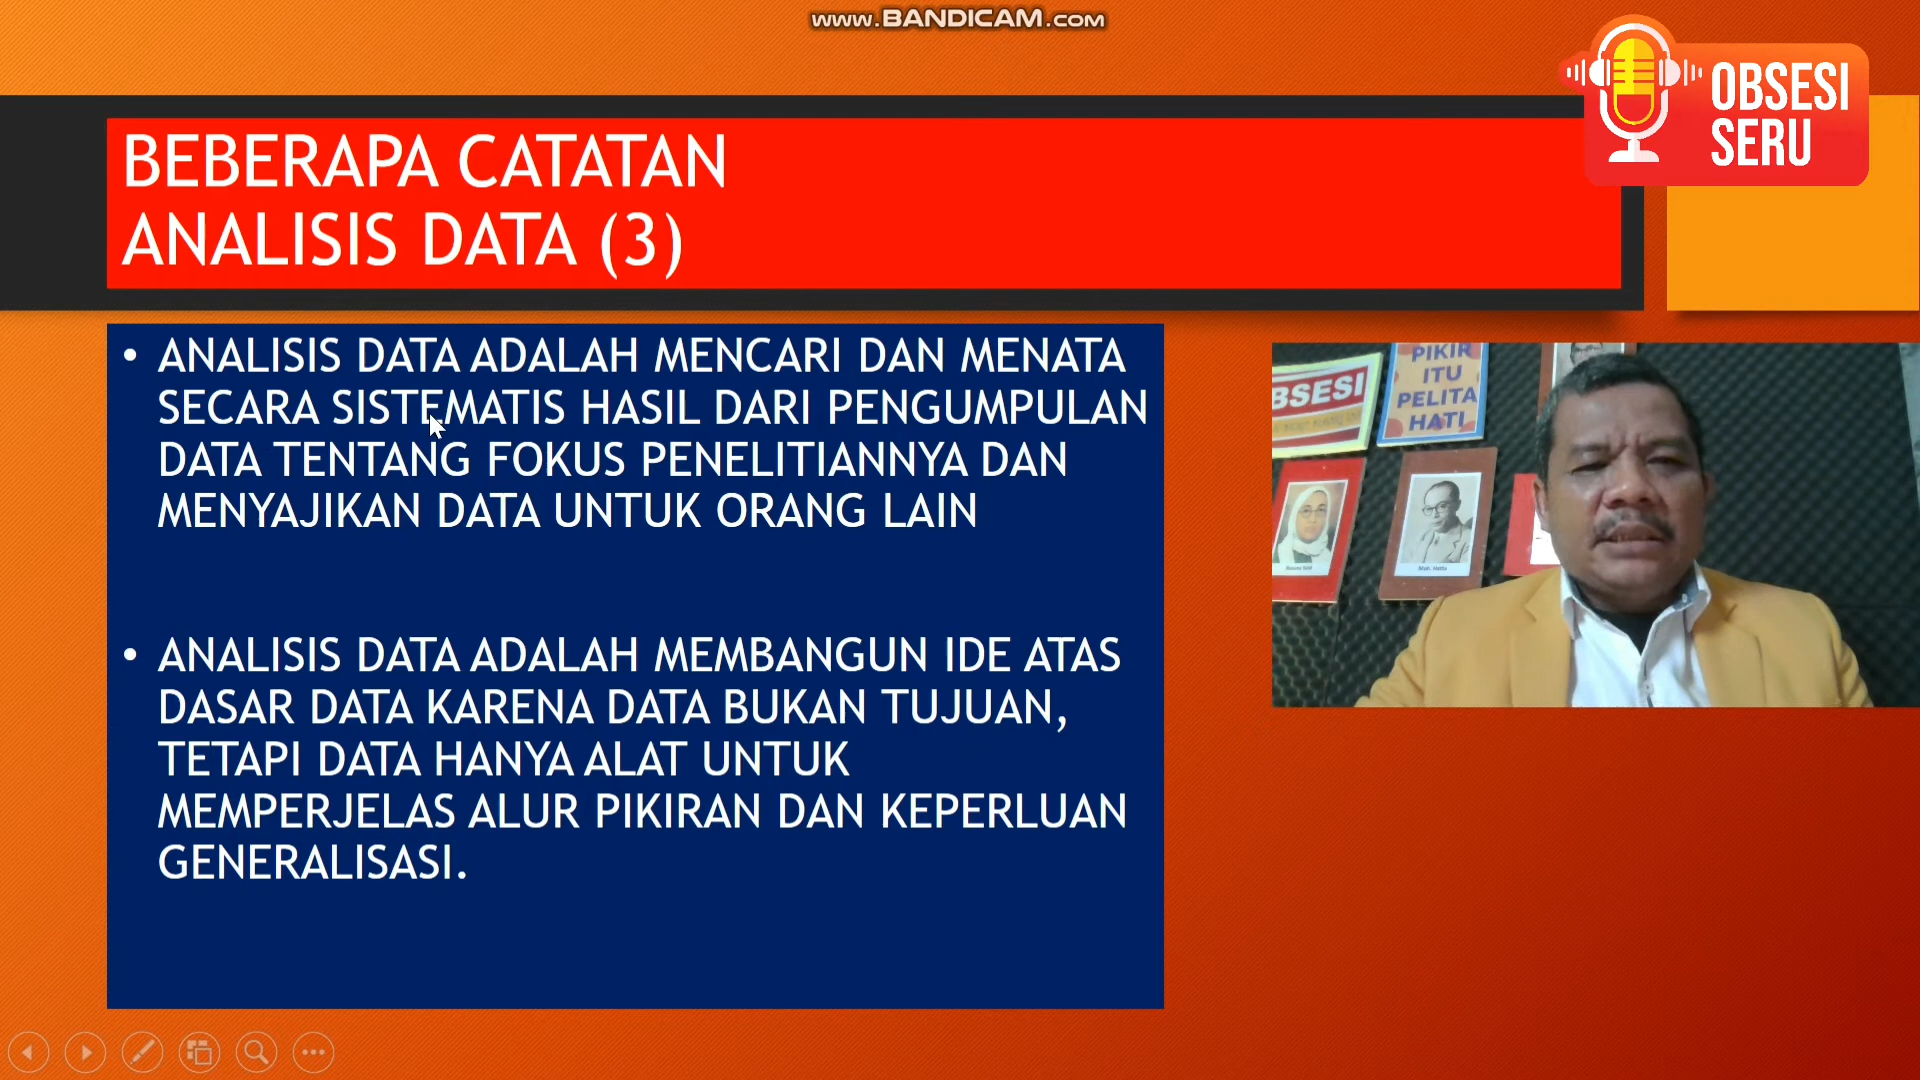 www.BANDICAM.com
OBSESI
SERU
BEBERAPA CATATAN
ANALISIS DATA (3)
• ANALISIS DATA ADALAH MENCARI DAN MENATA
SECARA SISTEMATIS HASIL DARI PENGUMPULAN
DATA TENTANG FOKUS PENELITIANNYA DAN
MENYAJIKAN DATA UNTUK ORANG LAIN
• ANALISIS DATA ADALAH MEMBANGUN IDE ATAS
DASAR DATA KARENA DATA BUKAN TUJUAN,
TETAPI DATA HANYA ALAT UNTUK
MEMPERJELAS ALUR PIKIRAN DAN KEPERLUAN
GENERALISASI.
BSESI
PIKIR
ITU
PELITA
HATI
Moh. Hatta